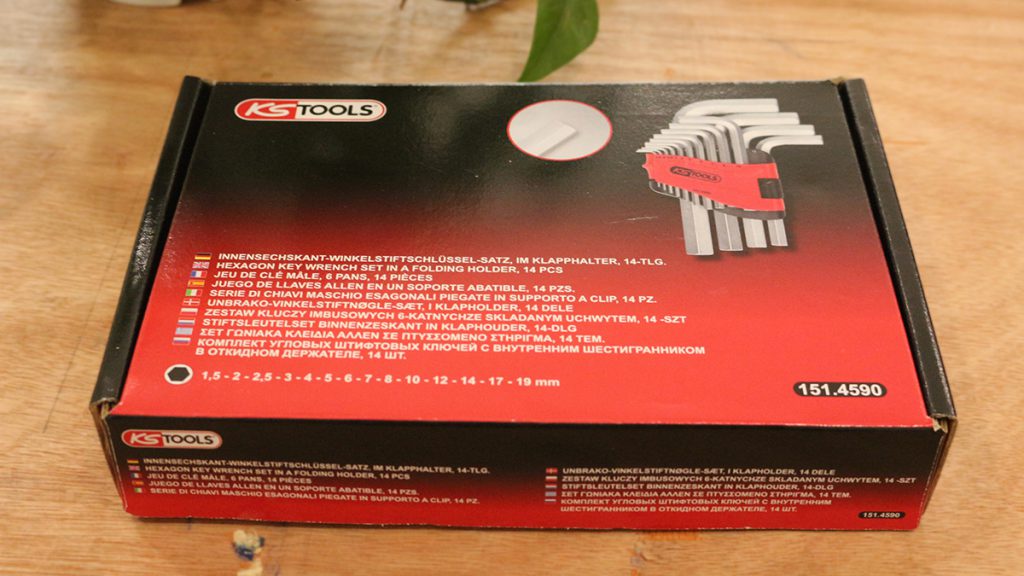 KS TOOLS
KS TOOLS
INNENSECHSKANT-WINKELSTIFTSCHLÜSSEL-SATZ, IM KLAPPHALTER, 14-TLG.
HEXAGON KEY WRENCH SET IN A FOLDING HOLDER, 14 PCS
JEU DE CLÉ MÂLE, 6 PANS, 14 PIÈCES
JUEGO DE LLAVES ALLEN EN UN SOPORTE ABATIBLE, 14 PZS.
SERIE DI CHIAVI MASCHIO ESAGONALI PIEGATE IN SUPPORTO A CLIP, 14 PZ.
UNBRAKO-VINKELSTIFTNØGLE-SÆT, I KLAPHOLDER, 14 DELE
ZESTAW KLUCZY IMBUSOWYCH 6-KATNYCHZE SKLADANYM UCHWYTEM, 14 -SZT
STIFTSLEUTELSET BINNENZESKANT IN KLAPHOUDER, 14-DLG
ΣΕΤ ΓΩΝΙΑΚΑ ΚΛΕΙΔΙΑ ΑΛΛΕΝ ΣΕ ΠΤΥΣΣΟΜΕΝΟ ΣΤΗΡΙΓΜΑ, 14 ΤΕΜ.
КОМПЛЕКТ УГЛОВЫХ ШТИФТОВЫХ КЛЮЧЕЙ С ВНУТРЕННИМ ШЕСТИГРАННИКОМ
В ОТКИДНОМ ДЕРЖАТЕЛЕ, 14 ШТ.
1,5 - 2 - 2,5 - 3 - 4 - 5 - 6 - 7 - 8 - 10 - 12 - 14 - 17 - 19 mm
151.4590
KS TOOLS
INNENSECHSKANT-WINKELSTIFTSCHLÜSSEL-SATZ, IM KLAPPHALTER, 14-TLG.
HEXAGON KEY WRENCH SET IN A FOLDING HOLDER, 14 PCS
JEU DE CLÉ MÂLE, 6 PANS, 14 PIÈCES
JUEGO DE LLAVES ALLEN EN UN SOPORTE ABATIBLE, 14 PZS.
SERIE DI CHIAVI MASCHIO ESAGONALI PIEGATE IN SUPPORTO A CLIP, 14 PZ.
UNBRAKO-VINKELSTIFTNØGLE-SÆT, I KLAPHOLDER, 14 DELE
ZESTAW KLUCZY IMBUSOWYCH 6-KATNYCHZE SKLADANYM UCHWYTEM, 14 -SZT
STIFTSLEUTELSET BINNENZESKANT IN KLAPHOUDER, 14-DLG
ΣΕΤ ΓΩΝΙΑΚΑ ΚΛΕΙΔΙΑ ΑΛΛΕΝ ΣΕ ΠΤΥΣΣΟΜΕΝΟ ΣΤΗΡΙΓΜΑ, 14 ΤΕΜ.
КОМПЛЕКТ УГЛОВЫХ ШТИФТОВЫХ КЛЮЧЕЙ С ВНУТРЕННИМ
ШЕСТИГРАННИКОМ В ОТКИДНОМ ДЕРЖАТЕЛЕ, 14 ШТ.
151.4590